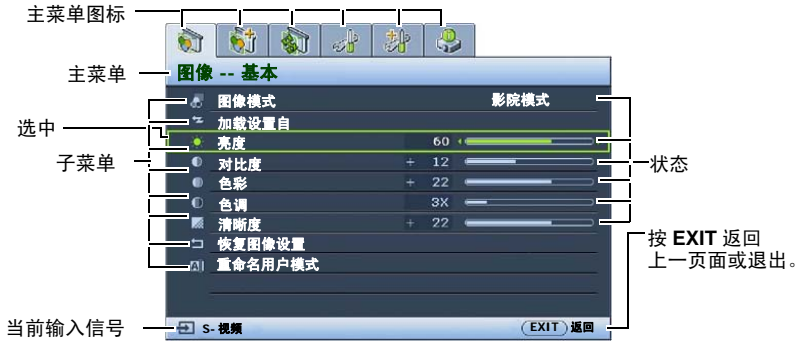 主菜单图标
主菜单
图像 -- 基本
图像模式 影院模式
加载设置自
选中
亮度 60
子菜单
对比度 + 12
状态
色彩 + 22
色调 3X
清晰度 + 22
恢复图像设置
重命名用户模式
按 EXIT 返回
上一页面或退出。
当前输入信号
S- 视频
EXIT 返回